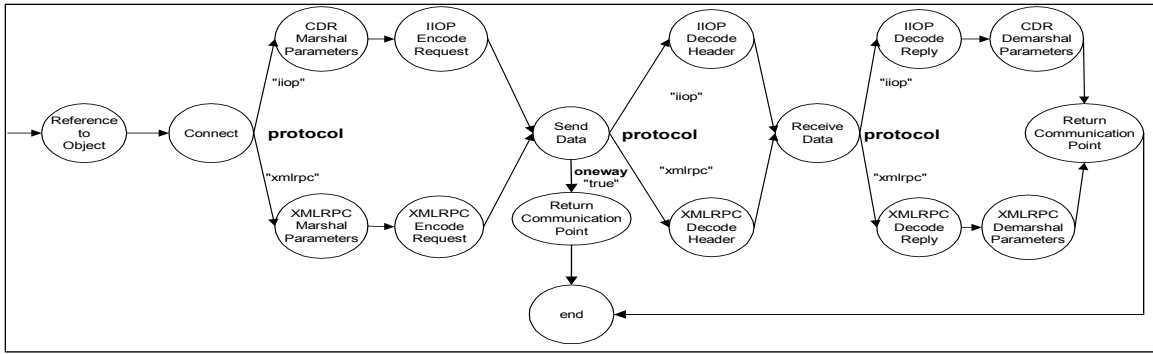 CDR
Marshal
Parameters
IIOP
Encode
Request
IIOP
Decode
Header
IIOP
Decode
Reply
CDR
Demarshal
Parameters
"iiop"
"iiop"
"iiop"
Reference
to
Object
Connect
protocol
Send
Data
protocol
Receive
Data
protocol
Return
Communication
Point
"xmlrpc"
oneway
"true"
"xmlrpc"
"xmlrpc"
XMLRPC
Marshal
Parameters
XMLRPC
Encode
Request
Return
Communication
Point
XMLRPC
Decode
Header
XMLRPC
Decode
Reply
XMLRPC
Demarshal
Parameters
end